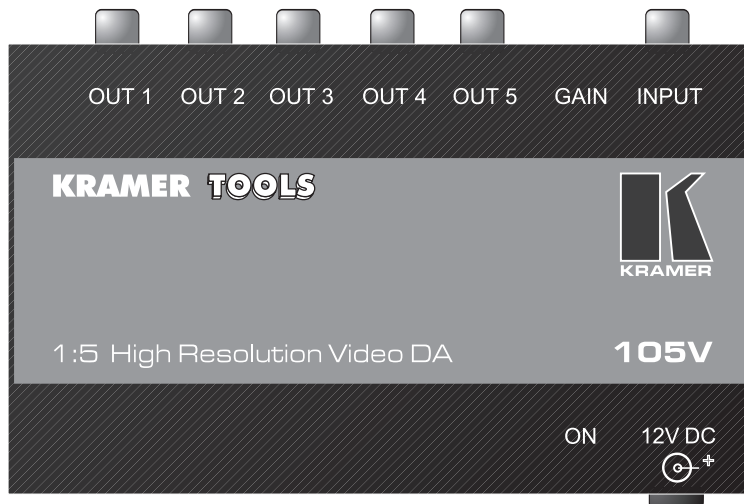 OUT 1 OUT 2 OUT 3 OUT 4 OUT 5 GAIN INPUT
KRAMER TOOLS
KRAMER
1:5 High Resolution Video DA 105V
ON 12V DC
+